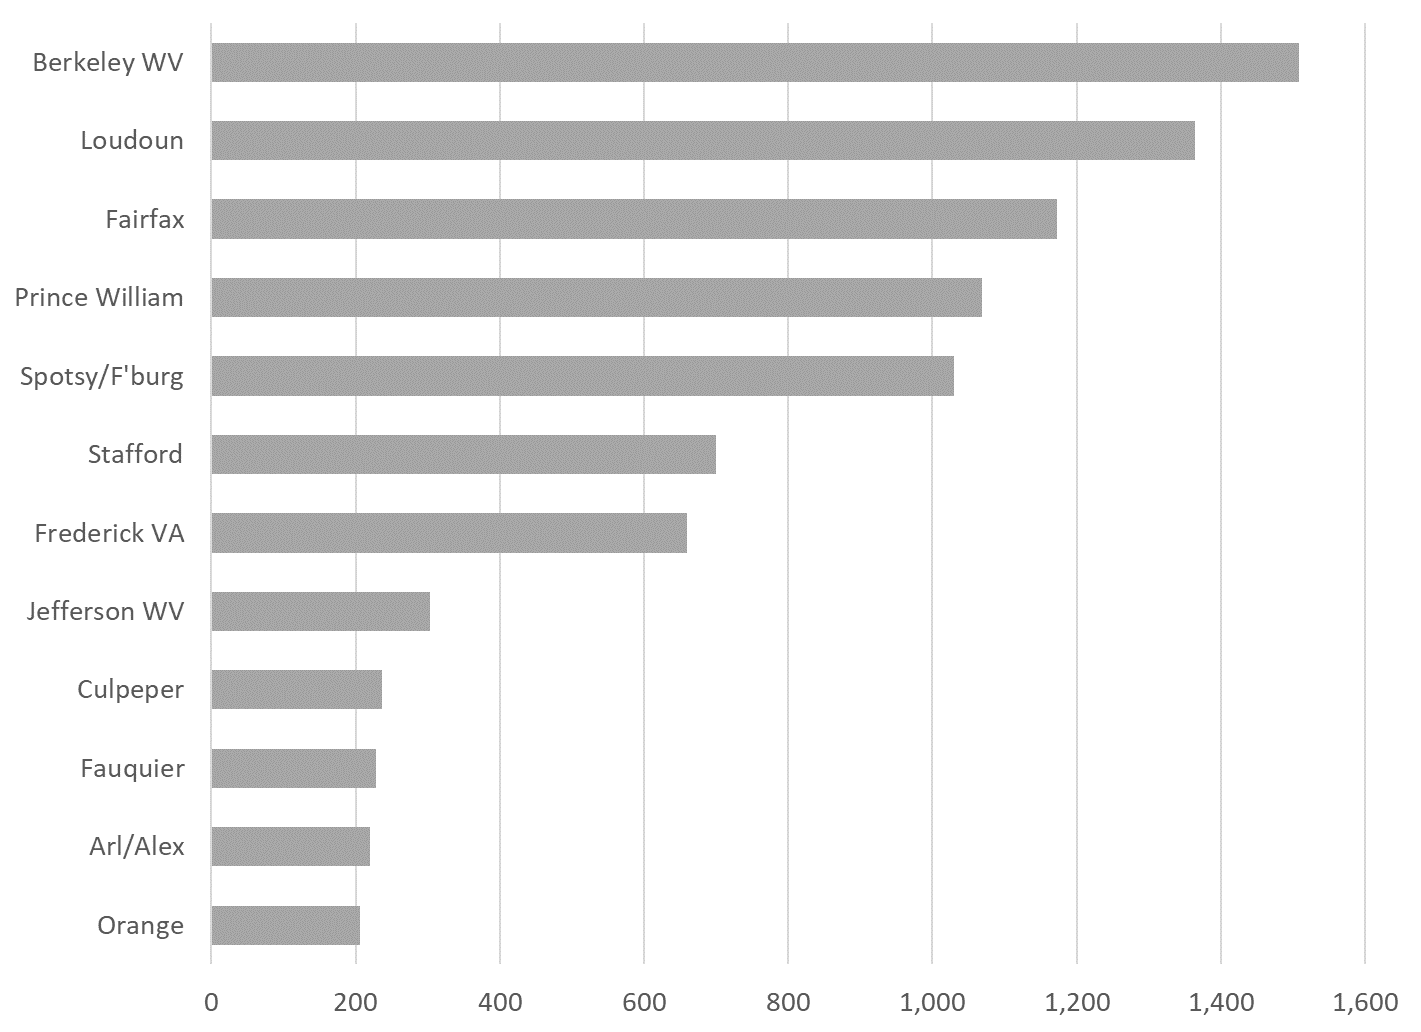 Berkeley WV
Loudoun
Fairfax
Prince William
Spotsy/F'burg
Stafford
Frederick VA
Jefferson WV
Culpeper
Fauquier
Arl/Alex
Orange
0 200 400 600 800 1,000 1,200 1,400 1,600